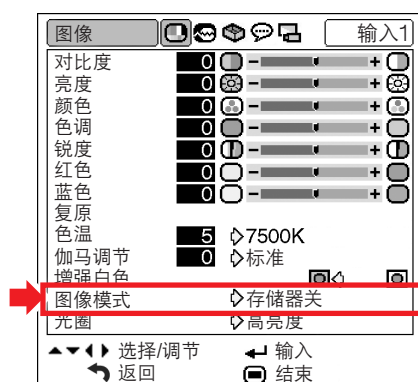 图像 输入1
对比度 0 - +
亮度 0 - +
颜色 0 - +
色调 0 - +
锐度 0 - +
红色 0 - +
蓝色 0 - +
复原
色温 5 7500K
伽马调节 0 标准
增强白色
图像模式 存储器关
光圈 高亮度
选择/调节 输入
返回 结束